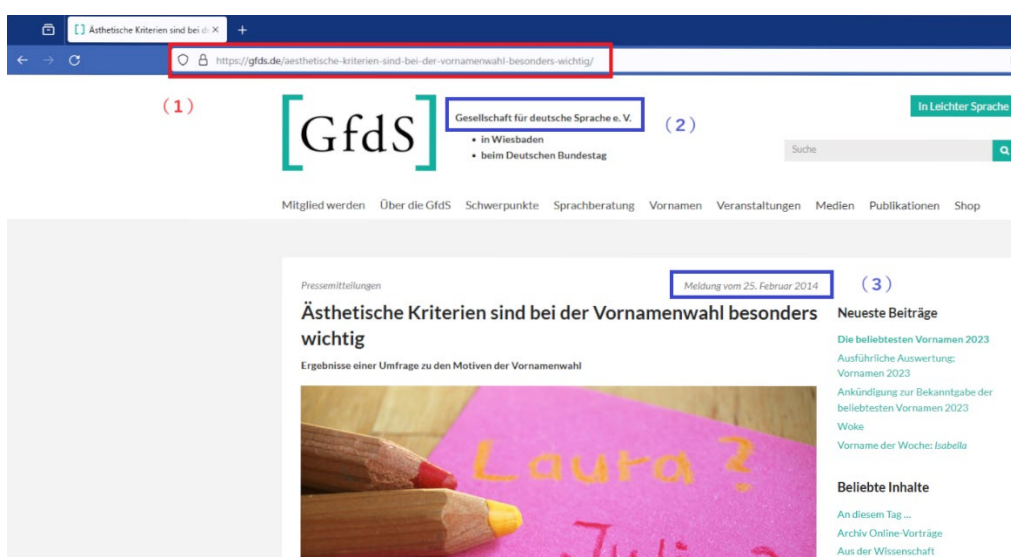 Ästhetische Kriterien sind bei d
https://gfds.de/aesthetische-kriterien-sind-bei-der-vornamenwahl-besonders-wichtig/
(1)
In Leichter Sprache
[GfdS]
Gesellschaft für deutsche Sprache e. V.
(2)
• in Wiesbaden
• beim Deutschen Bundestag
Suche
Mitglied werden Über die GfdS Schwerpunkte Sprachberatung Vornamen Veranstaltungen Medien Publikationen Shop
Pressemitteilungen
Meldung vom 25. Februar 2014
(3)
Ästhetische Kriterien sind bei der Vornamenwahl besonders
wichtig
Ergebnisse einer Umfrage zu den Motiven der Vornamenwahl
Laura ?
Neueste Beiträge
Die beliebtesten Vornamen 2023
Ausführliche Auswertung:
Vornamen 2023
Ankündigung zur Bekanntgabe der
beliebtesten Vornamen 2023
Woke
Vorname der Woche: Isabella
Beliebte Inhalte
An diesem Tag ...
Archiv Online-Vorträge
Aus der Wissenschaft